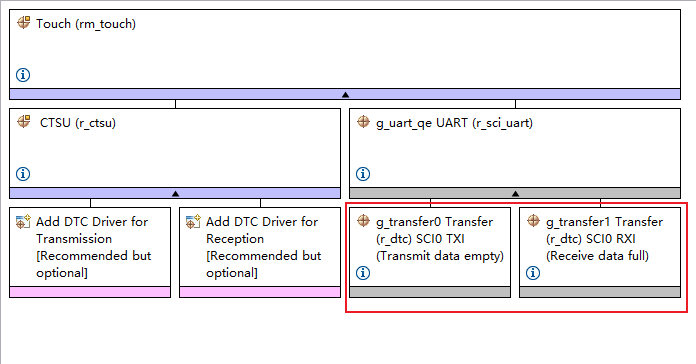 Touch (rm_touch)
CTSU (r_ctsu)
g_uart_qe UART (r_sci_uart)
Add DTC Driver for
Transmission
[Recommended but
optional]
Add DTC Driver for
Reception
[Recommended but
optional]
g_transfer0 Transfer
(r_dtc) SCI0 TXI
(Transmit data empty)
g_transfer1 Transfer
(r_dtc) SCI0 RXI
(Receive data full)